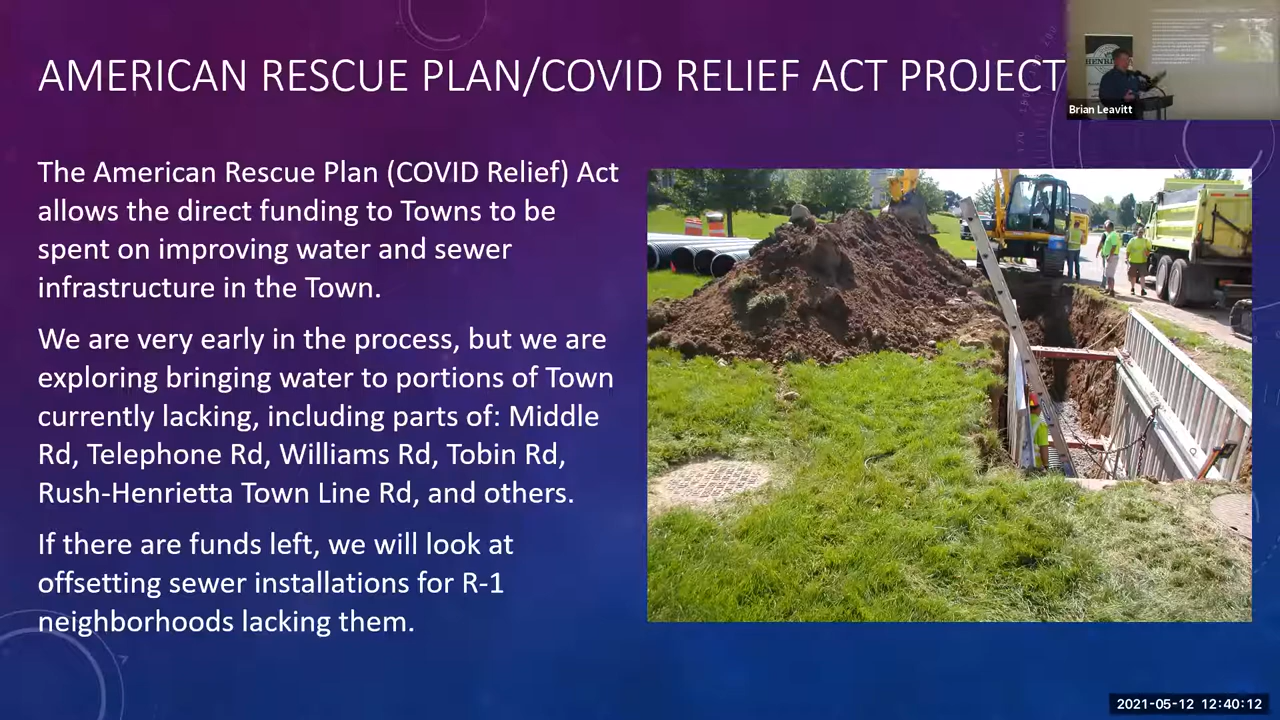 AMERICAN RESCUE PLAN/COVID RELIEF ACT PROJECT
Brian Leavitt
The American Rescue Plan (COVID Relief) Act
allows the direct funding to Towns to be
spent on improving water and sewer
infrastructure in the Town.
We are very early in the process, but we are
exploring bringing water to portions of Town
currently lacking, including parts of: Middle
Rd, Telephone Rd, Williams Rd, Tobin Rd,
Rush-Henrietta Town Line Rd, and others.
If there are funds left, we will look at
offsetting sewer installations for R-1
neighborhoods lacking them.
2021-05-12 12:40:12